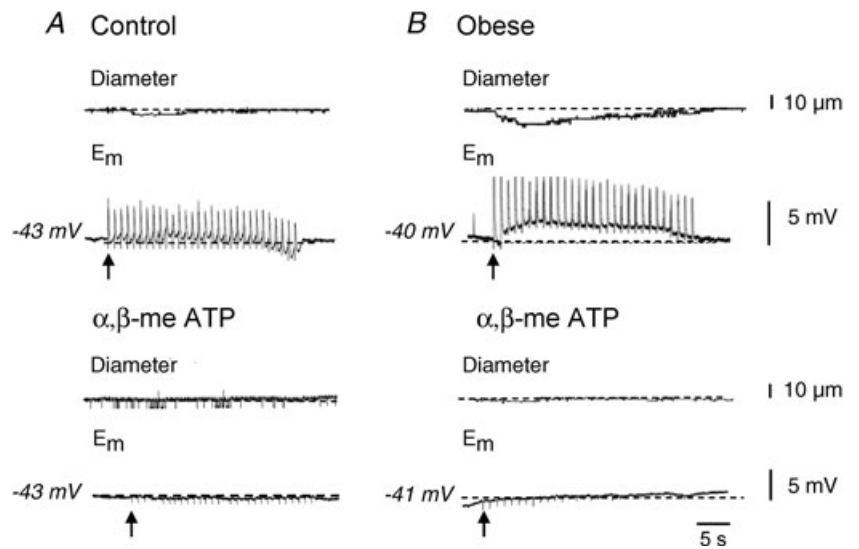 A Control
Diameter
Em
-43 mV
α,β-me ATP
Diameter
Em
-43 mV
B Obese
Diameter
10 µm
Em
-40 mV
5 mV
α,β-me ATP
Diameter
10 µm
Em
-41 mV
5 mV
5 s